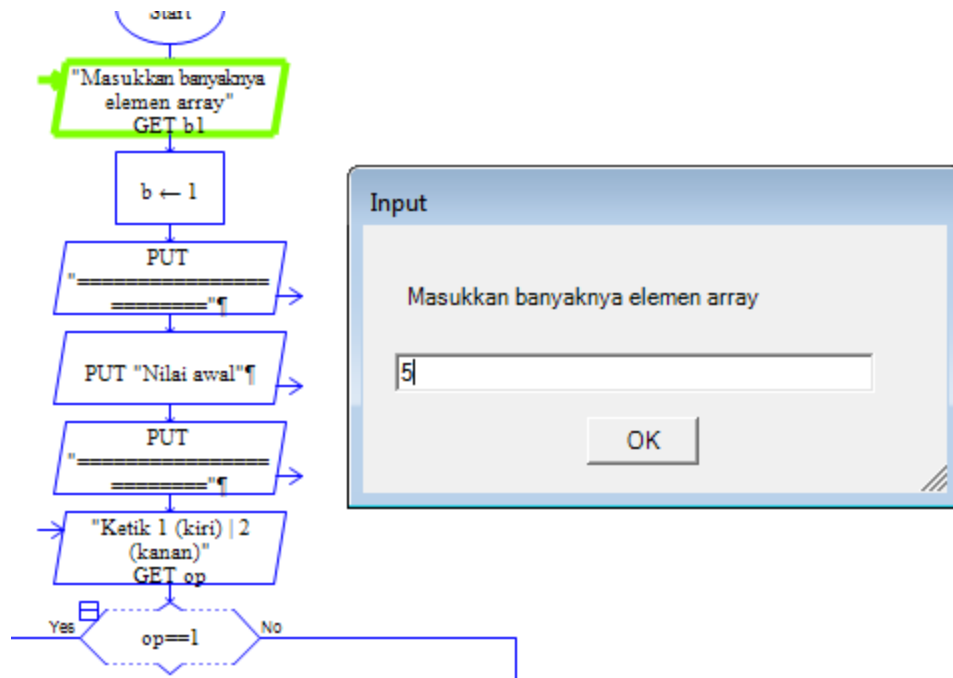 Start
"Masukkan banyaknya
elemen array"
GET b1
b ← 1
PUT
"================
========"¶
PUT "Nilai awal"¶
PUT
"================
========"¶
"Ketik 1 (kiri) | 2
(kanan)"
GET op
Yes
op==1
No
Input
Masukkan banyaknya elemen array
5
OK